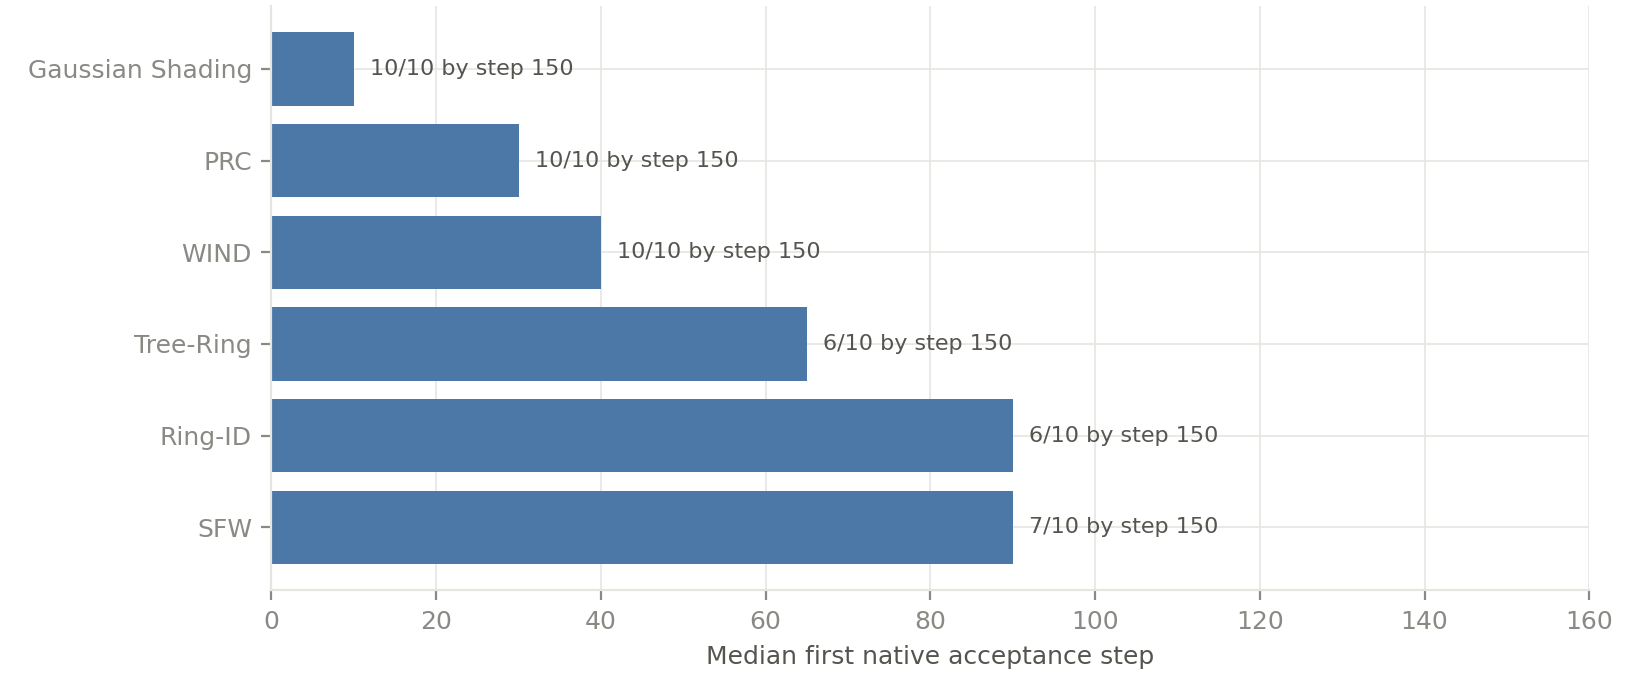 Gaussian Shading
10/10 by step 150
PRC
10/10 by step 150
WIND
10/10 by step 150
Tree-Ring
6/10 by step 150
Ring-ID
6/10 by step 150
SFW
7/10 by step 150
0 20 40 60 80 100 120 140 160
Median first native acceptance step